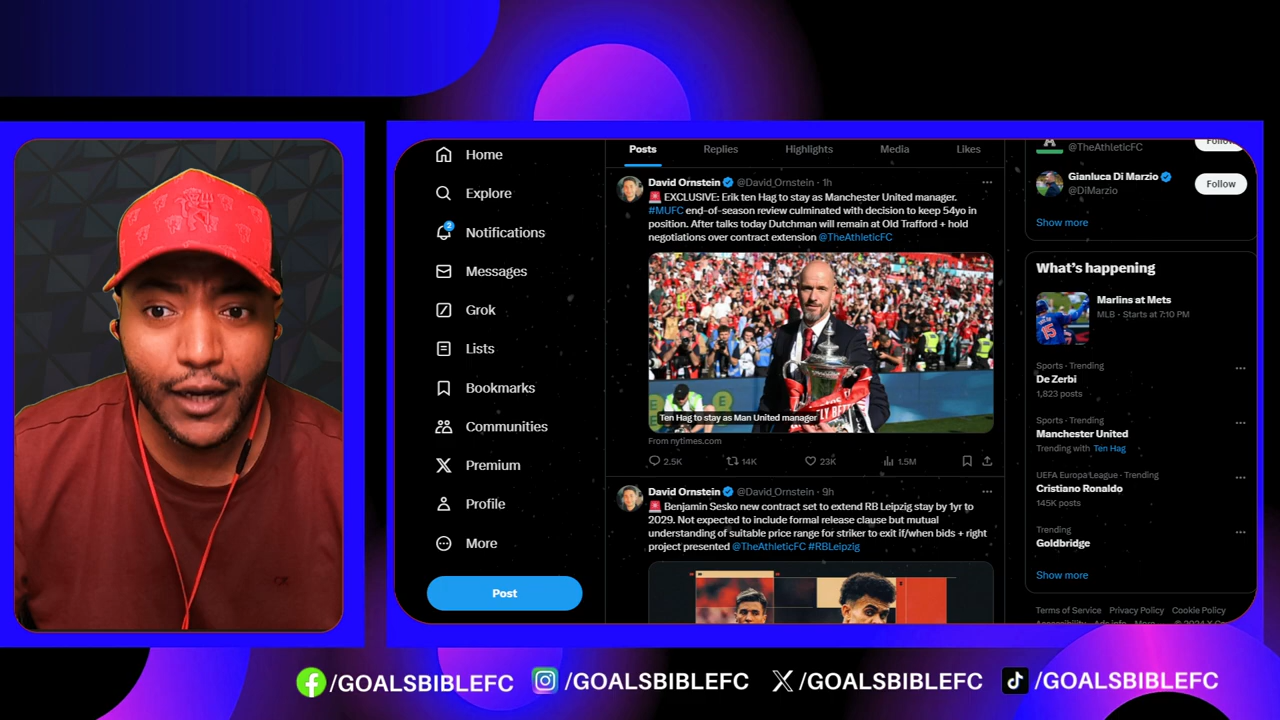 Home
Explore
2
Notifications
Messages
Grok
Lists
Bookmarks
Communities
Premium
Profile
More
Post
Posts
Replies
Highlights
Media
Likes
David Ornstein @David_Ornstein · 1h
🚨 EXCLUSIVE: Erik ten Hag to stay as Manchester United manager.
#MUFC end-of-season review culminated with decision to keep 54yo in
position. After talks today Dutchman will remain at Old Trafford + hold
negotiations over contract extension @TheAthleticFC
Ten Hag to stay as Man United manager
From nytimes.com
2.5K
14K
23K
1.5M
David Ornstein @David_Ornstein · 9h
🚨 Benjamin Sesko new contract set to extend RB Leipzig stay by 1yr to
2029. Not expected to include formal release clause but mutual
understanding of suitable price range for striker to exit if/when bids + right
project presented @TheAthleticFC #RBLeipzig
@TheAthleticFC
Follow
Gianluca Di Marzio
@DiMarzio
Follow
Show more
What's happening
15
Marlins at Mets
MLB · Starts at 7:10 PM
Sports · Trending
De Zerbi
1,823 posts
Sports · Trending
Manchester United
Trending with Ten Hag
UEFA Europa League · Trending
Cristiano Ronaldo
145K posts
Trending
Goldbridge
Show more
Terms of Service Privacy Policy Cookie Policy
/GOALSBIBLEFC
/GOALSBIBLEFC
/GOALSBIBLEFC
/GOALSBIBLEFC